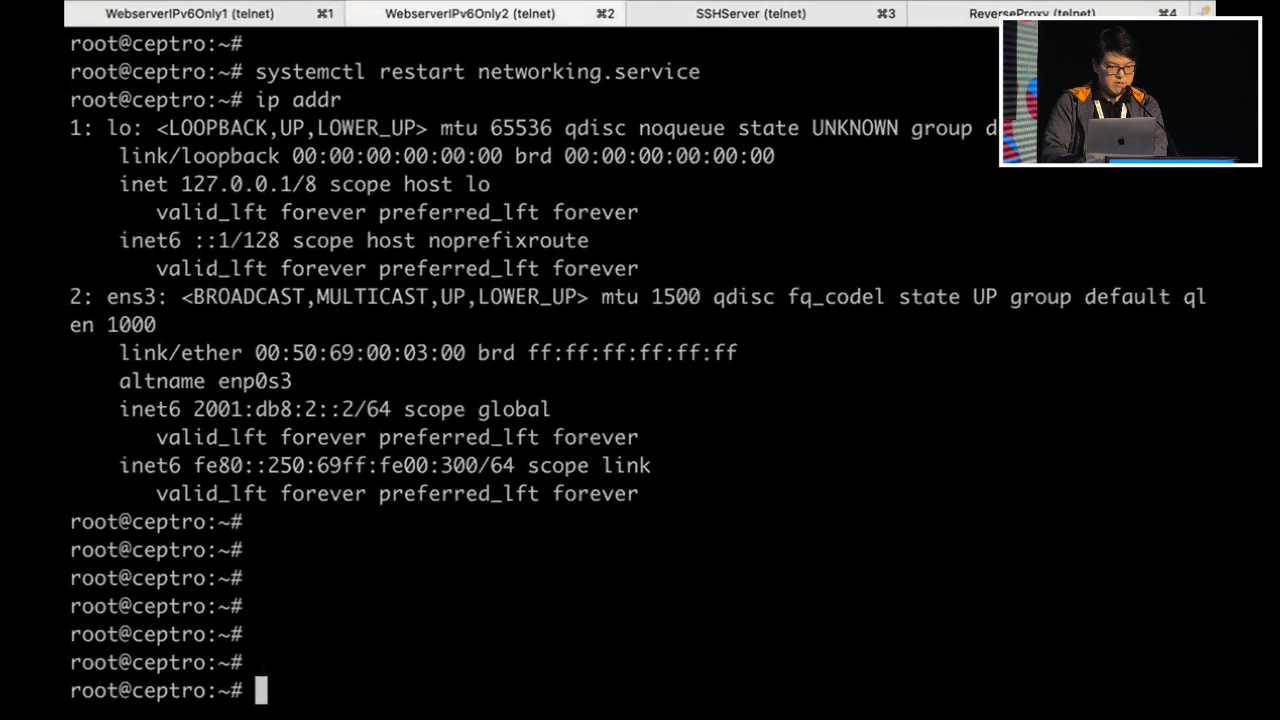 WebserverIPv6Only1 (telnet) ⌘1 WebserverIPv6Only2 (telnet) ⌘2 SSHServer (telnet) ⌘3 ReverseProxy (telnet) ⌘4
root@ceptro:~#
root@ceptro:~# systemctl restart networking.service
root@ceptro:~# ip addr
1: lo: <LOOPBACK,UP,LOWER_UP> mtu 65536 qdisc noqueue state UNKNOWN group d
link/loopback 00:00:00:00:00:00 brd 00:00:00:00:00:00
inet 127.0.0.1/8 scope host lo
valid_lft forever preferred_lft forever
inet6 ::1/128 scope host noprefixroute
valid_lft forever preferred_lft forever
2: ens3: <BROADCAST,MULTICAST,UP,LOWER_UP> mtu 1500 qdisc fq_codel state UP group default ql
en 1000
link/ether 00:50:69:00:03:00 brd ff:ff:ff:ff:ff:ff
altname enp0s3
inet6 2001:db8:2::2/64 scope global
valid_lft forever preferred_lft forever
inet6 fe80::250:69ff:fe00:300/64 scope link
valid_lft forever preferred_lft forever
root@ceptro:~#
root@ceptro:~#
root@ceptro:~#
root@ceptro:~#
root@ceptro:~#
root@ceptro:~#
root@ceptro:~#